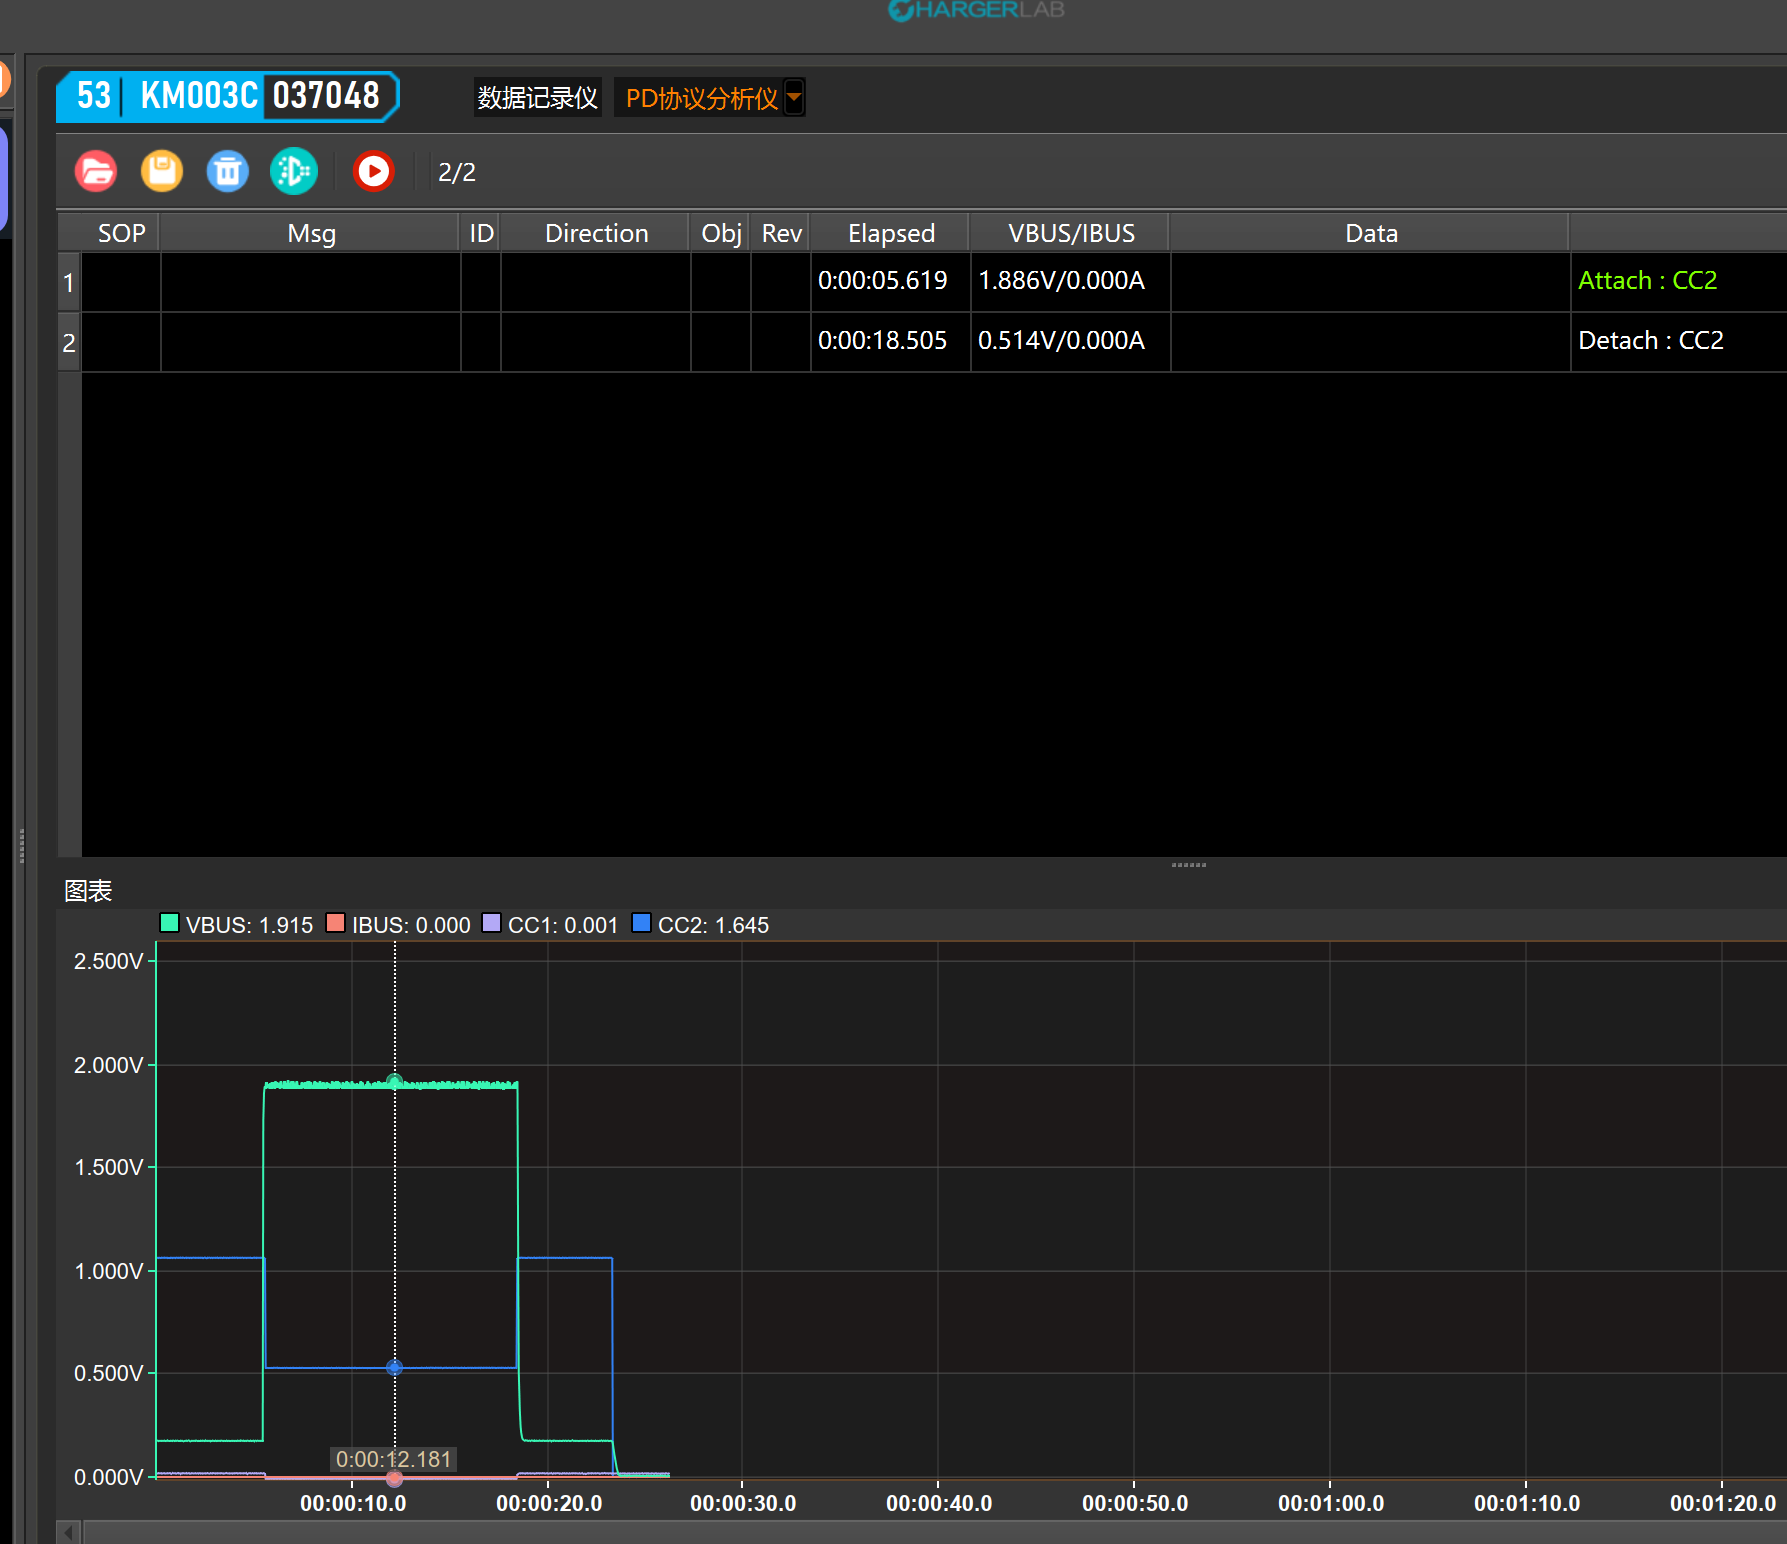 CHARGERLAB
53 KM003C 037048 数据记录仪 PD协议分析仪
2/2
SOP Msg ID Direction Obj Rev Elapsed VBUS/IBUS Data
1 0:00:05.619 1.886V/0.000A Attach : CC2
2 0:00:18.505 0.514V/0.000A Detach : CC2
图表
VBUS: 1.915 IBUS: 0.000 CC1: 0.001 CC2: 1.645
2.500V
2.000V
1.500V
1.000V
0.500V
0:00:12.181
0.000V
00:00:10.0 00:00:20.0 00:00:30.0 00:00:40.0 00:00:50.0 00:01:00.0 00:01:10.0 00:01:20.0